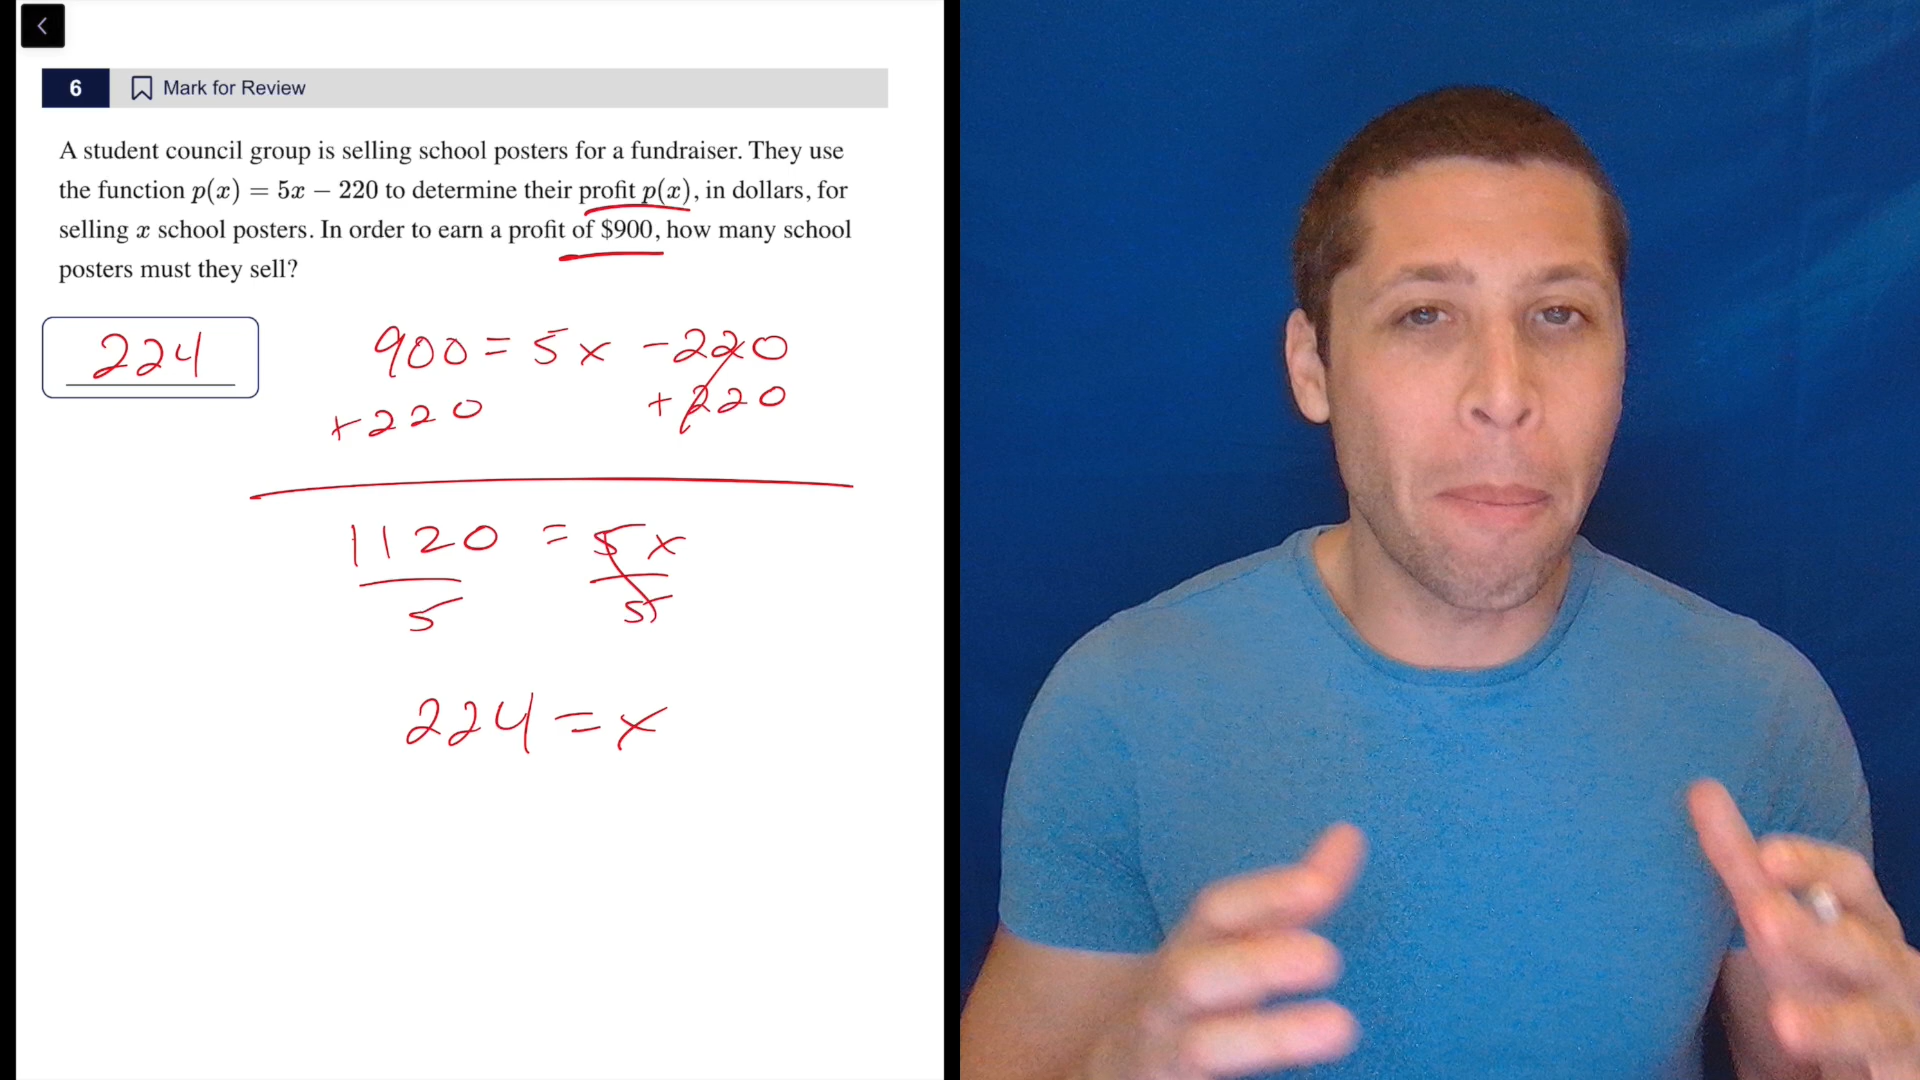 6 Mark for Review
A student council group is selling school posters for a fundraiser. They use
the function p(x) = 5x − 220 to determine their profit p(x), in dollars, for
selling x school posters. In order to earn a profit of $900, how many school
posters must they sell?
224
900 = 5x -220
+220 +220
1120 = 5x
5 5
224 = x